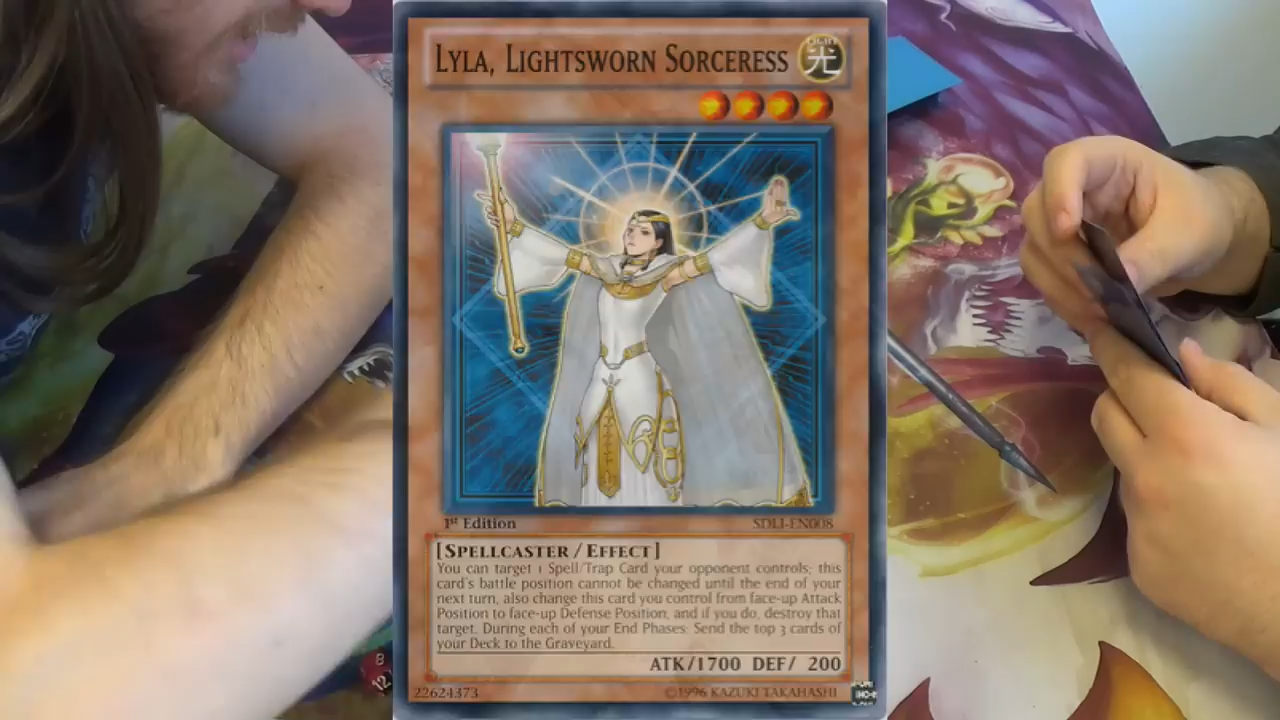 LYLA, LIGHTSWORN SORCERESS
LIGHT
光
1st Edition
SDLI-EN008
[SPELLCASTER / EFFECT]
You can target 1 Spell/Trap Card your opponent controls; this
card's battle position cannot be changed until the end of your
next turn, also change this card you control from face-up Attack
Position to face-up Defense Position, and if you do, destroy that
target. During each of your End Phases: Send the top 3 cards of
your Deck to the Graveyard.
ATK/1700 DEF/ 200
22624373
©1996 KAZUKI TAKAHASHI
8
12